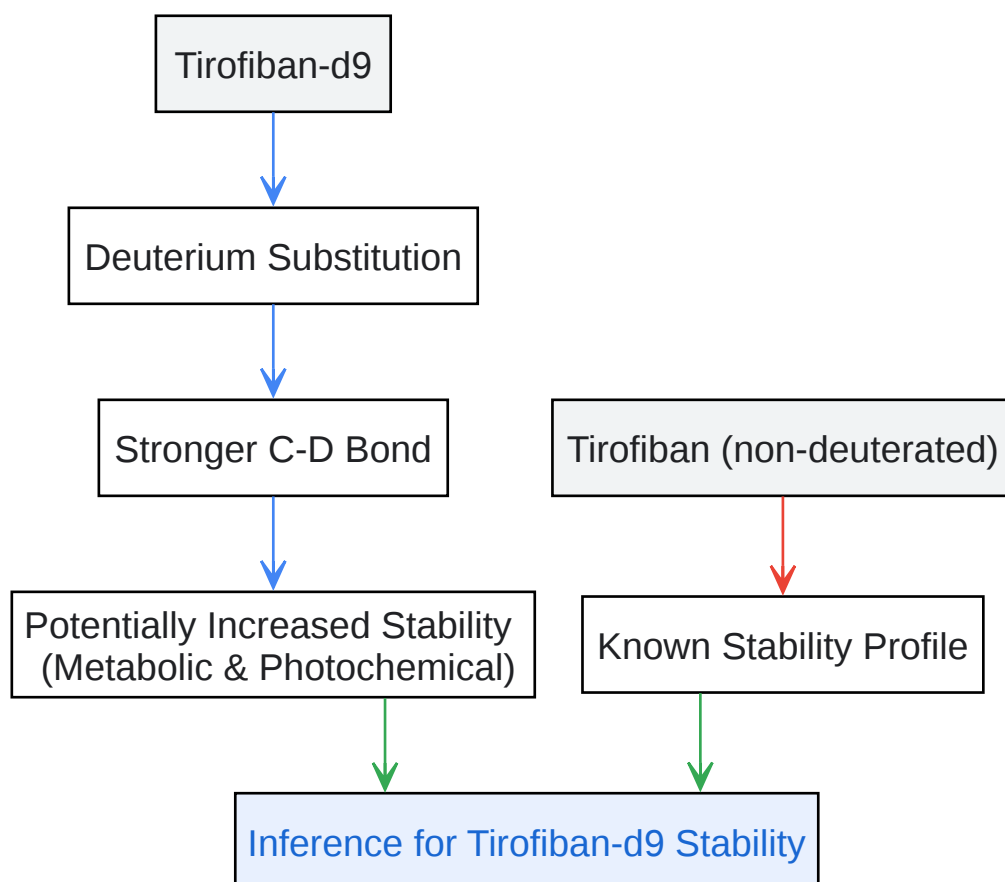 Tirofiban-d9
Deuterium Substitution
Stronger C-D Bond
Tirofiban (non-deuterated)
Potentially Increased Stability
(Metabolic & Photochemical)
Known Stability Profile
Inference for Tirofiban-d9 Stability